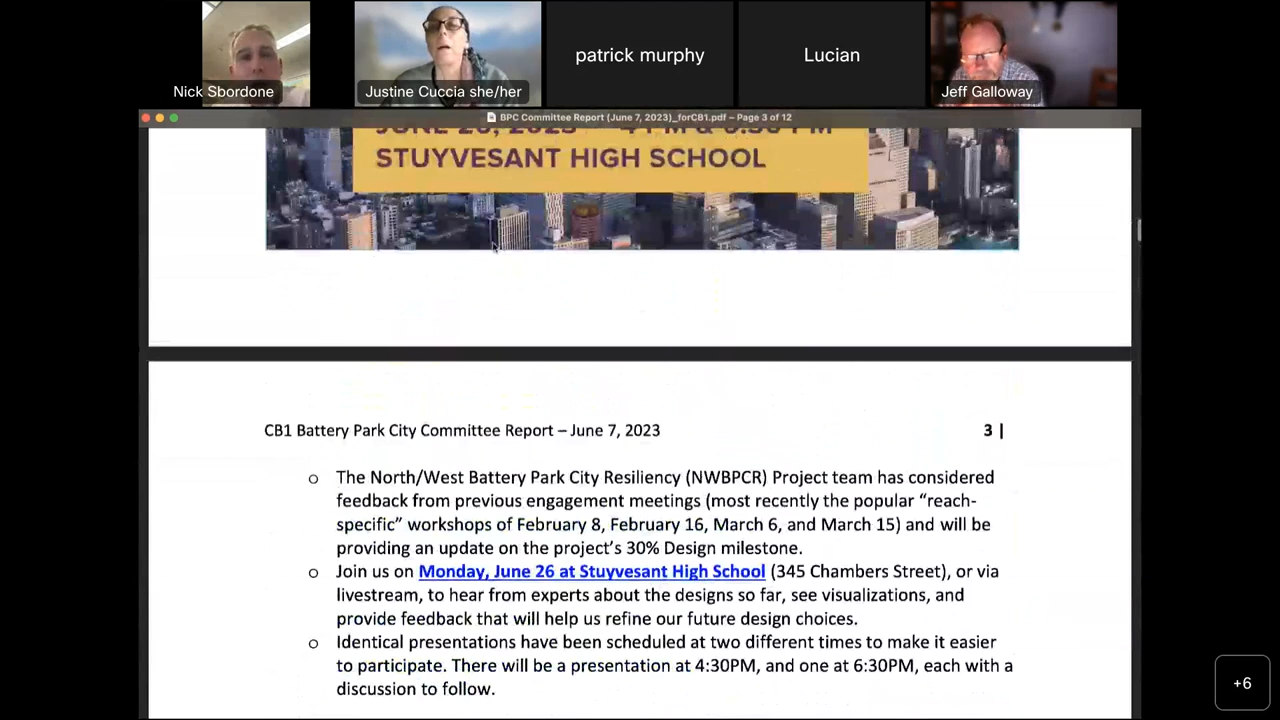 Nick Sbordone
Justine Cuccia she/her
patrick murphy
Lucian
Jeff Galloway
BPC Committee Report (June 7, 2023)_forCB1.pdf – Page 3 of 12
STUYVESANT HIGH SCHOOL
CB1 Battery Park City Committee Report – June 7, 2023
3 |
o The North/West Battery Park City Resiliency (NWBPCR) Project team has considered
feedback from previous engagement meetings (most recently the popular “reach-
specific” workshops of February 8, February 16, March 6, and March 15) and will be
providing an update on the project’s 30% Design milestone.
o Join us on Monday, June 26 at Stuyvesant High School (345 Chambers Street), or via
livestream, to hear from experts about the designs so far, see visualizations, and
provide feedback that will help us refine our future design choices.
o Identical presentations have been scheduled at two different times to make it easier
to participate. There will be a presentation at 4:30PM, and one at 6:30PM, each with a
discussion to follow.
+6